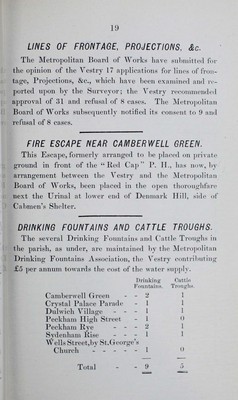 19
LINES OF FRONTAGE, PROJECTIONS, &c.
The Metropolitan Board of Works have submitted for
the opinion of the Vestry 17 applications for lines of fron-
tage, Projections, &c., which have been examined and re-
ported upon by the Surveyor; the Vestry recommended
approval of 31 and refusal of 8 cases. The Metropolitan
Board of Works subsequently notified its consent to 9 and
refusal of 8 cases.
FIRE ESCAPE NEAR CAMBERWELL GREEN.
This Escape, formerly arranged to be placed on private
ground in front of the "Red Cap" P. H., has now, by
arrangement between the Vestry and the Metropolitan
Board of Works, been placed in the open thoroughfare
next the Urinal at lower end of Denmark Hill, side of
Cabmen's Shelter.
DRINKING FOUNTAINS AND CATTLE TROUGHS.
The several Drinking Fountains and Cattle Troughs in
the parish, as under, are maintained by the Metropolitan
Drinking Fountains Association, the Vestry contributing
£5 per annum towards the cost of the water supply.
Drinking Fountains. Cattle Troughs.
Camberwell Green - - 2 1
Crystal Palace Parade - 1 1
Dulwich Village - - - 1 1
Peckham High Street - 1 0
Peckham Rye - - - 2 1
Sydenham Rise - - - 1 1
Wells Street, by St. George's
Church - - - - - 1 0
Total - - 9 5